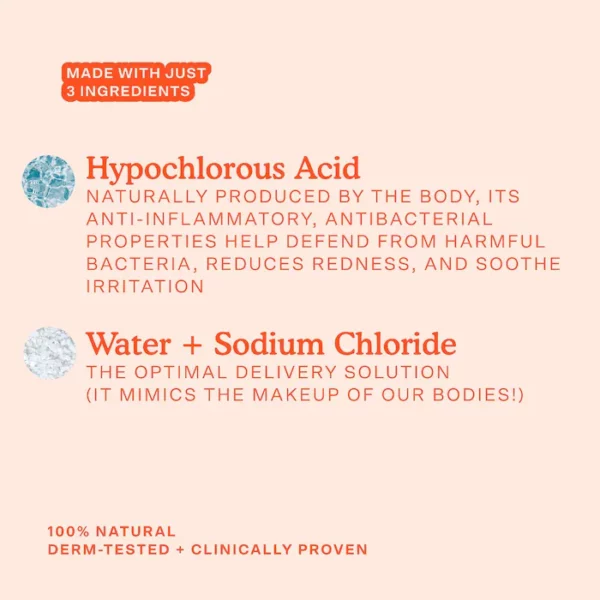 MADE WITH JUST
3 INGREDIENTS
Hypochlorous Acid
NATURALLY PRODUCED BY THE BODY, ITS
ANTI-INFLAMMATORY, ANTIBACTERIAL
PROPERTIES HELP DEFEND FROM HARMFUL
BACTERIA, REDUCES REDNESS, AND SOOTHE
IRRITATION
Water + Sodium Chloride
THE OPTIMAL DELIVERY SOLUTION
(IT MIMICS THE MAKEUP OF OUR BODIES!)
100% NATURAL
DERM-TESTED + CLINICALLY PROVEN